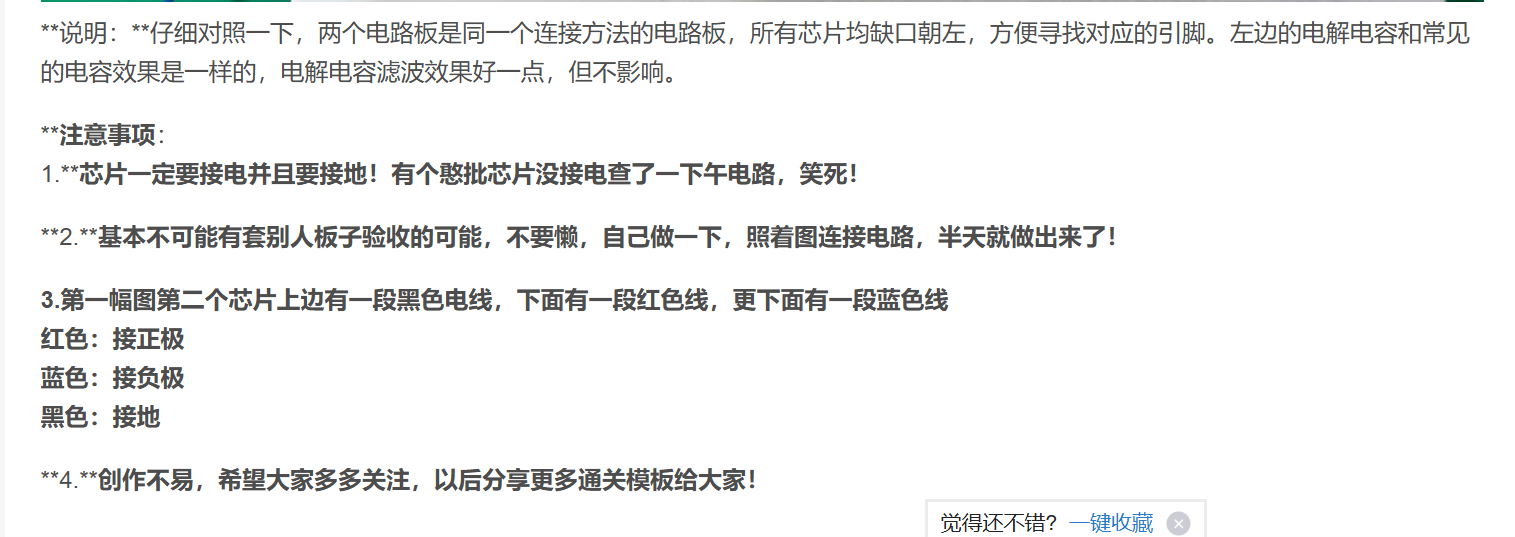 **说明：**仔细对照一下，两个电路板是同一个连接方法的电路板，所有芯片均缺口朝左，方便寻找对应的引脚。左边的电解电容和常见
的电容效果是一样的，电解电容滤波效果好一点，但不影响。
**注意事项：
1.**芯片一定要接电并且要接地！有个憨批芯片没接电查了一下午电路，笑死！
**2.**基本不可能有套别人板子验收的可能，不要懒，自己做一下，照着图连接电路，半天就做出来了！
3.第一幅图第二个芯片上边有一段黑色电线，下面有一段红色线，更下面有一段蓝色线
红色：接正极
蓝色：接负极
黑色：接地
**4.**创作不易，希望大家多多关注，以后分享更多通关模板给大家！
觉得还不错？ 一键收藏